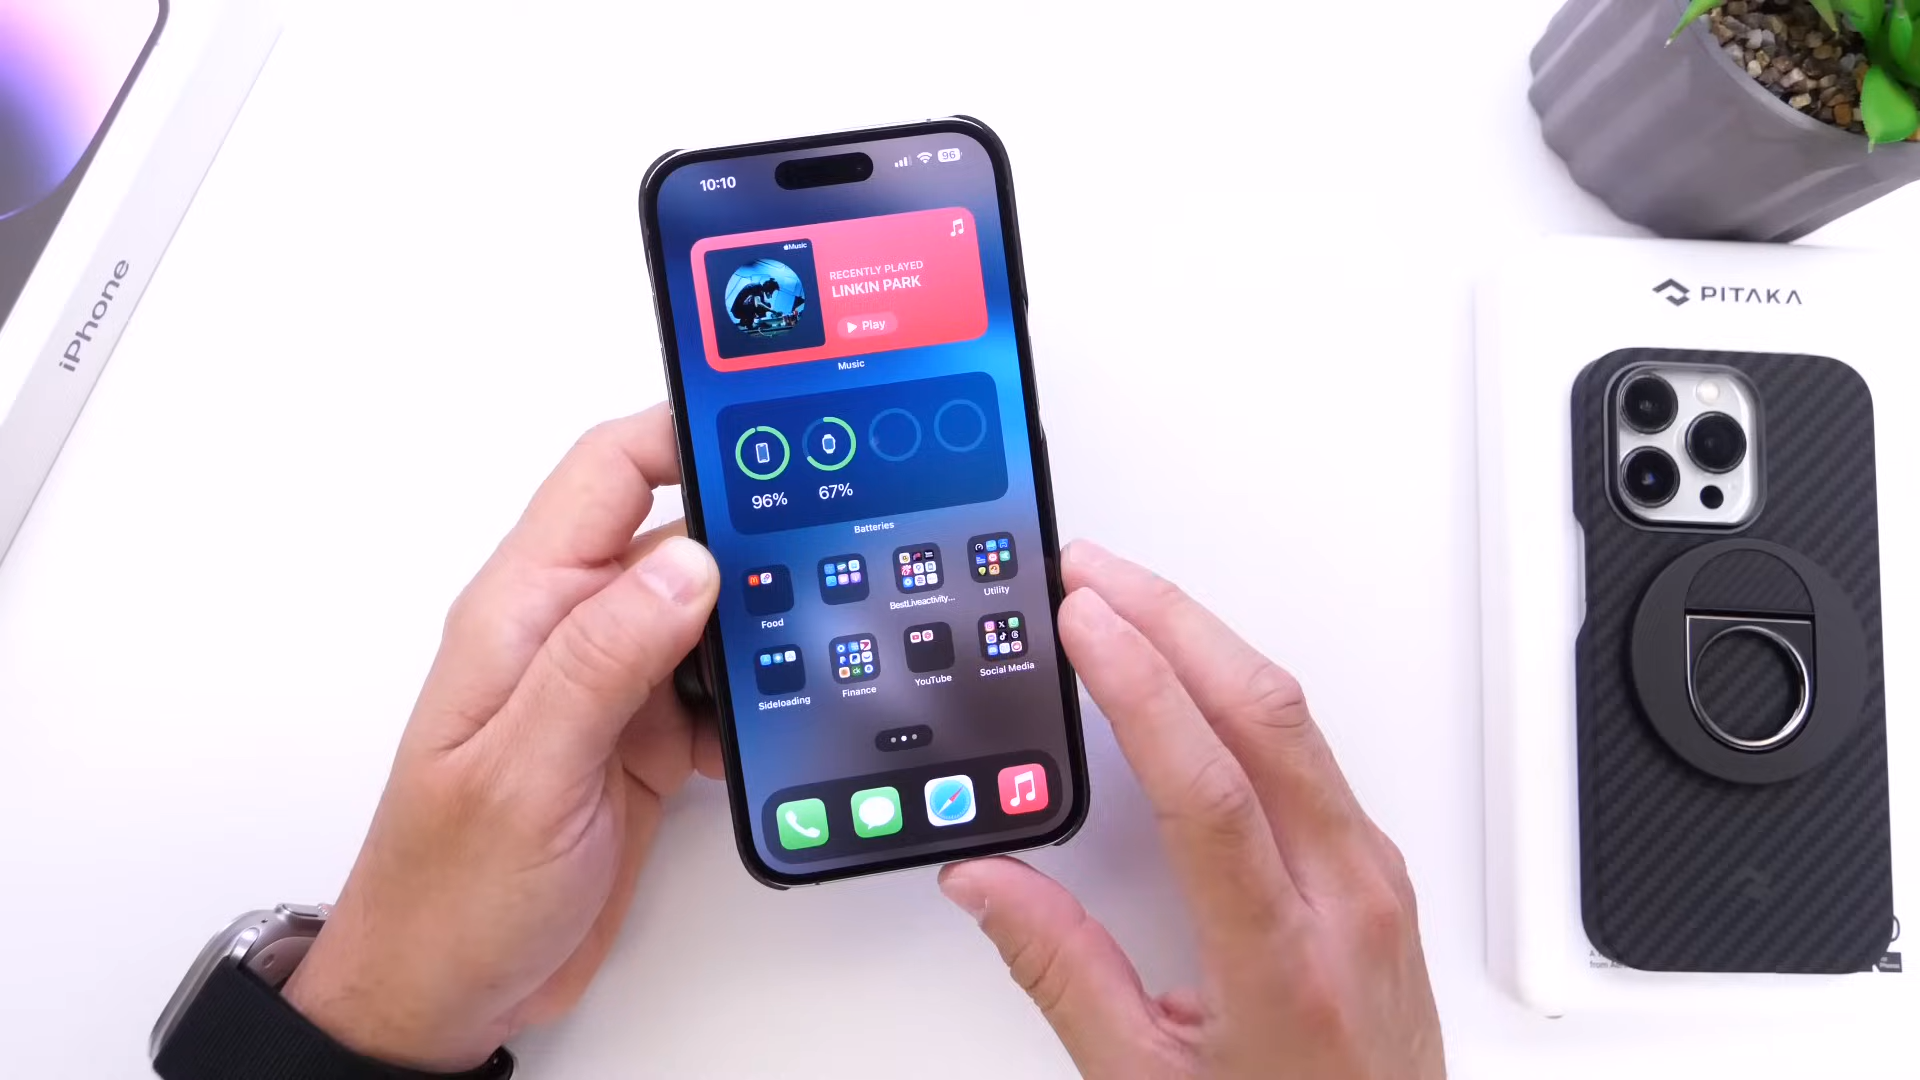 iPhone
10:10
96
Music
RECENTLY PLAYED
LINKIN PARK
Play
Music
96%
67%
Batteries
Food
BestLiveactivity...
Utility
Sideloading
Finance
YouTube
Social Media
PITAKA